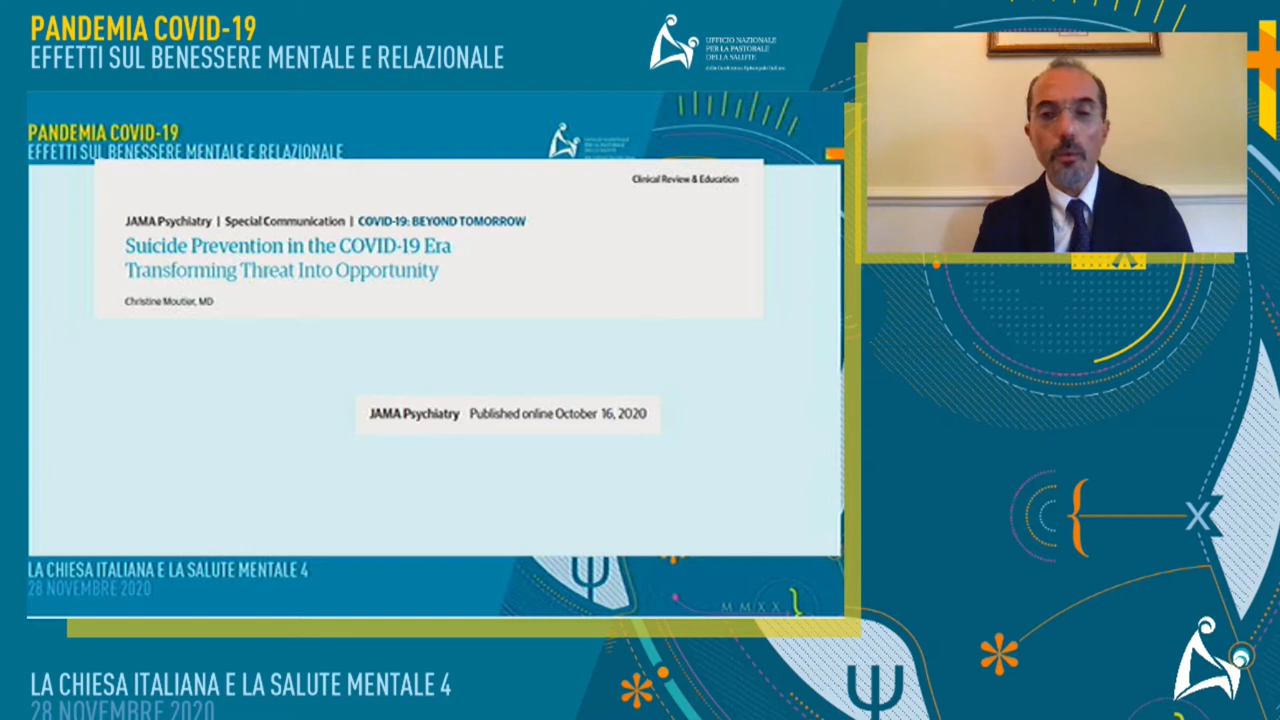 PANDEMIA COVID-19
EFFETTI SUL BENESSERE MENTALE E RELAZIONALE
UFFICIO NAZIONALE
PER LA PASTORALE
DELLA SALUTE
della Conferenza Episcopale Italiana
PANDEMIA COVID-19
EFFETTI SUL BENESSERE MENTALE E RELAZIONALE
Clinical Review & Education
JAMA Psychiatry | Special Communication | COVID-19: BEYOND TOMORROW
Suicide Prevention in the COVID-19 Era
Transforming Threat Into Opportunity
Christine Moutier, MD
JAMA Psychiatry Published online October 16, 2020
LA CHIESA ITALIANA E LA SALUTE MENTALE 4
28 NOVEMBRE 2020
MMXX
LA CHIESA ITALIANA E LA SALUTE MENTALE 4
28 NOVEMBRE 2020